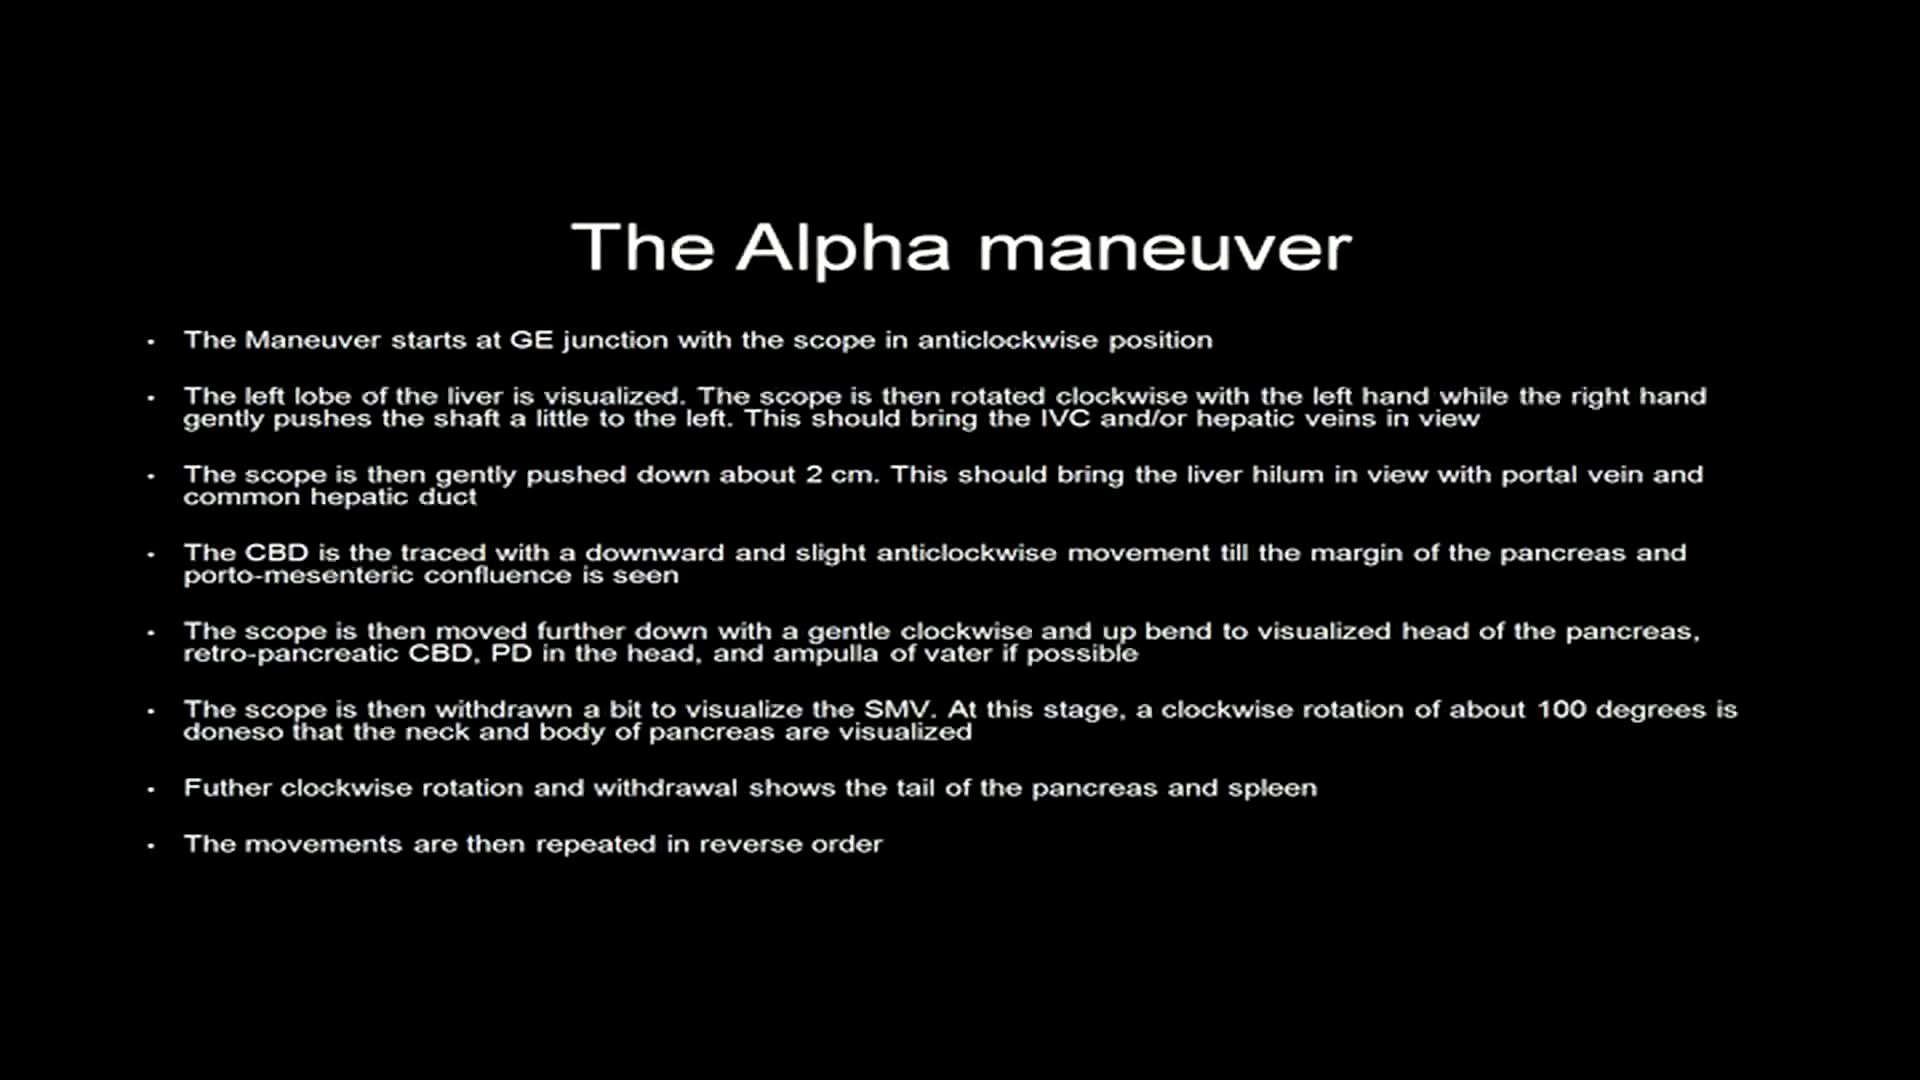 The Alpha maneuver
• The Maneuver starts at GE junction with the scope in anticlockwise position
• The left lobe of the liver is visualized. The scope is then rotated clockwise with the left hand while the right hand
gently pushes the shaft a little to the left. This should bring the IVC and/or hepatic veins in view
• The scope is then gently pushed down about 2 cm. This should bring the liver hilum in view with portal vein and
common hepatic duct
• The CBD is the traced with a downward and slight anticlockwise movement till the margin of the pancreas and
porto-mesenteric confluence is seen
• The scope is then moved further down with a gentle clockwise and up bend to visualized head of the pancreas,
retro-pancreatic CBD, PD in the head, and ampulla of vater if possible
• The scope is then withdrawn a bit to visualize the SMV. At this stage, a clockwise rotation of about 100 degrees is
doneso that the neck and body of pancreas are visualized
• Futher clockwise rotation and withdrawal shows the tail of the pancreas and spleen
• The movements are then repeated in reverse order